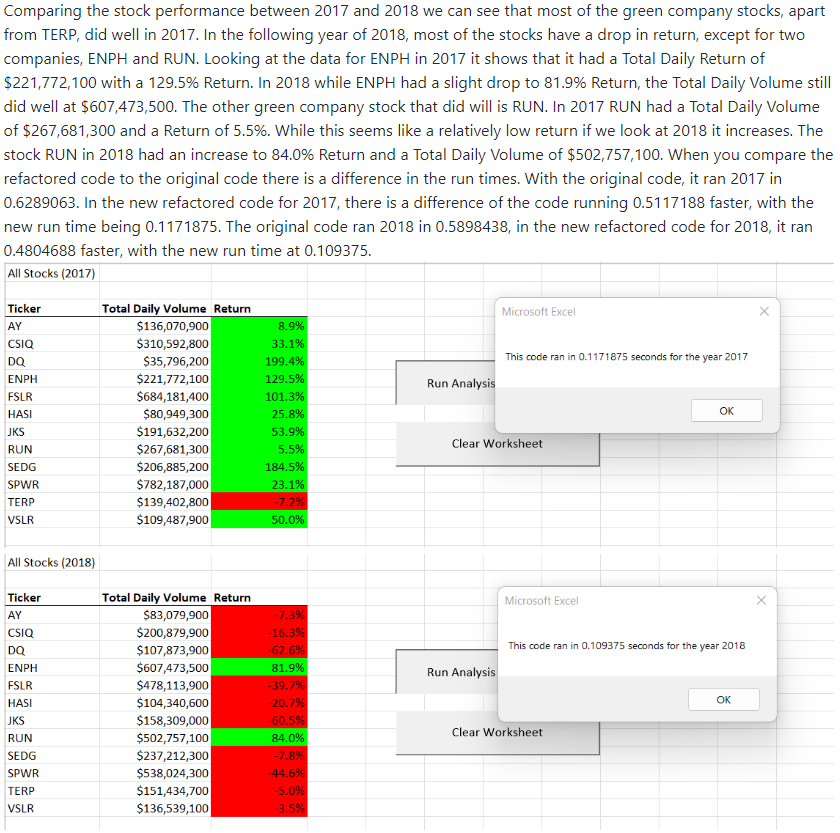 Comparing the stock performance between 2017 and 2018 we can see that most of the green company stocks, apart
from TERP, did well in 2017. In the following year of 2018, most of the stocks have a drop in return, except for two
companies, ENPH and RUN. Looking at the data for ENPH in 2017 it shows that it had a Total Daily Return of
$221,772,100 with a 129.5% Return. In 2018 while ENPH had a slight drop to 81.9% Return, the Total Daily Volume still
did well at $607,473,500. The other green company stock that did will is RUN. In 2017 RUN had a Total Daily Volume
of $267,681,300 and a Return of 5.5%. While this seems like a relatively low return if we look at 2018 it increases. The
stock RUN in 2018 had an increase to 84.0% Return and a Total Daily Volume of $502,757,100. When you compare the
refactored code to the original code there is a difference in the run times. With the original code, it ran 2017 in
0.6289063. In the new refactored code for 2017, there is a difference of the code running 0.5117188 faster, with the
new run time being 0.1171875. The original code ran 2018 in 0.5898438, in the new refactored code for 2018, it ran
0.4804688 faster, with the new run time at 0.109375.
All Stocks (2017)
Ticker Total Daily Volume Return
AY $136,070,900 8.9%
CSIQ $310,592,800 33.1%
DQ $35,796,200 199.4%
ENPH $221,772,100 129.5%
FSLR $684,181,400 101.3%
HASI $80,949,300 25.8%
JKS $191,632,200 53.9%
RUN $267,681,300 5.5%
SEDG $206,885,200 184.5%
SPWR $782,187,000 23.1%
TERP $139,402,800 -7.2%
VSLR $109,487,900 50.0%
Microsoft Excel
This code ran in 0.1171875 seconds for the year 2017
OK
Run Analysis
Clear Worksheet
All Stocks (2018)
Ticker Total Daily Volume Return
AY $83,079,900 -7.3%
CSIQ $200,879,900 -16.3%
DQ $107,873,900 -62.6%
ENPH $607,473,500 81.9%
FSLR $478,113,900 -39.7%
HASI $104,340,600 -20.7%
JKS $158,309,000 -60.5%
RUN $502,757,100 84.0%
SEDG $237,212,300 -7.8%
SPWR $538,024,300 -44.6%
TERP $151,434,700 -5.0%
VSLR $136,539,100 -3.5%
Microsoft Excel
This code ran in 0.109375 seconds for the year 2018
OK
Run Analysis
Clear Worksheet